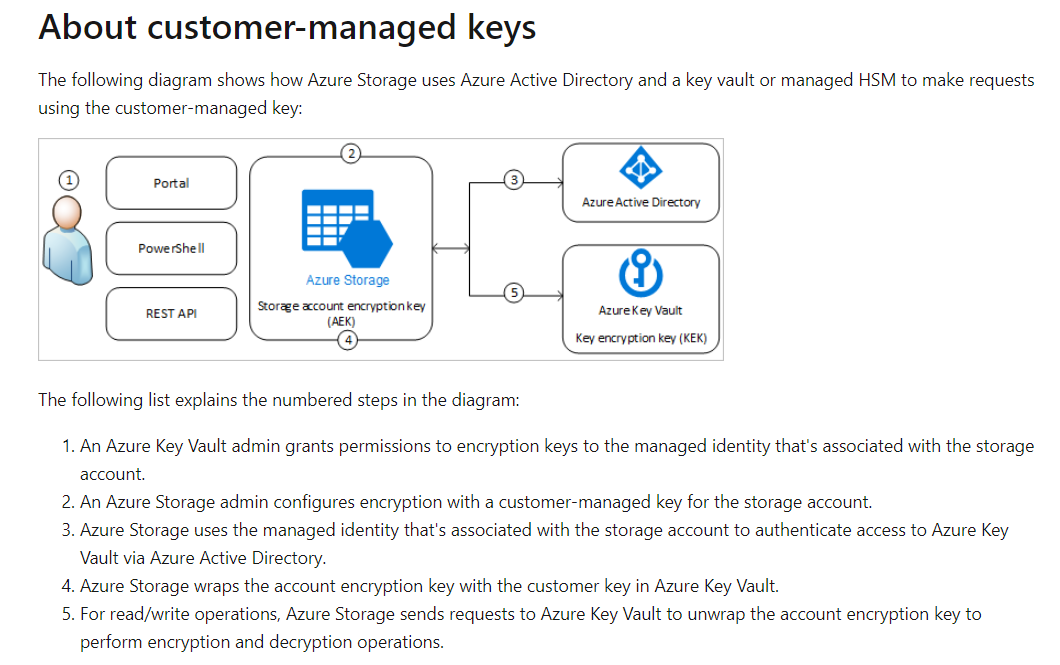 About customer-managed keys
The following diagram shows how Azure Storage uses Azure Active Directory and a key vault or managed HSM to make requests
using the customer-managed key:
1
Portal
PowerShell
REST API
2
Azure Storage
Storage account encryption key
(AEK)
4
3
Azure Active Directory
5
Azure Key Vault
Key encryption key (KEK)
The following list explains the numbered steps in the diagram:
1. An Azure Key Vault admin grants permissions to encryption keys to the managed identity that's associated with the storage
account.
2. An Azure Storage admin configures encryption with a customer-managed key for the storage account.
3. Azure Storage uses the managed identity that's associated with the storage account to authenticate access to Azure Key
Vault via Azure Active Directory.
4. Azure Storage wraps the account encryption key with the customer key in Azure Key Vault.
5. For read/write operations, Azure Storage sends requests to Azure Key Vault to unwrap the account encryption key to
perform encryption and decryption operations.